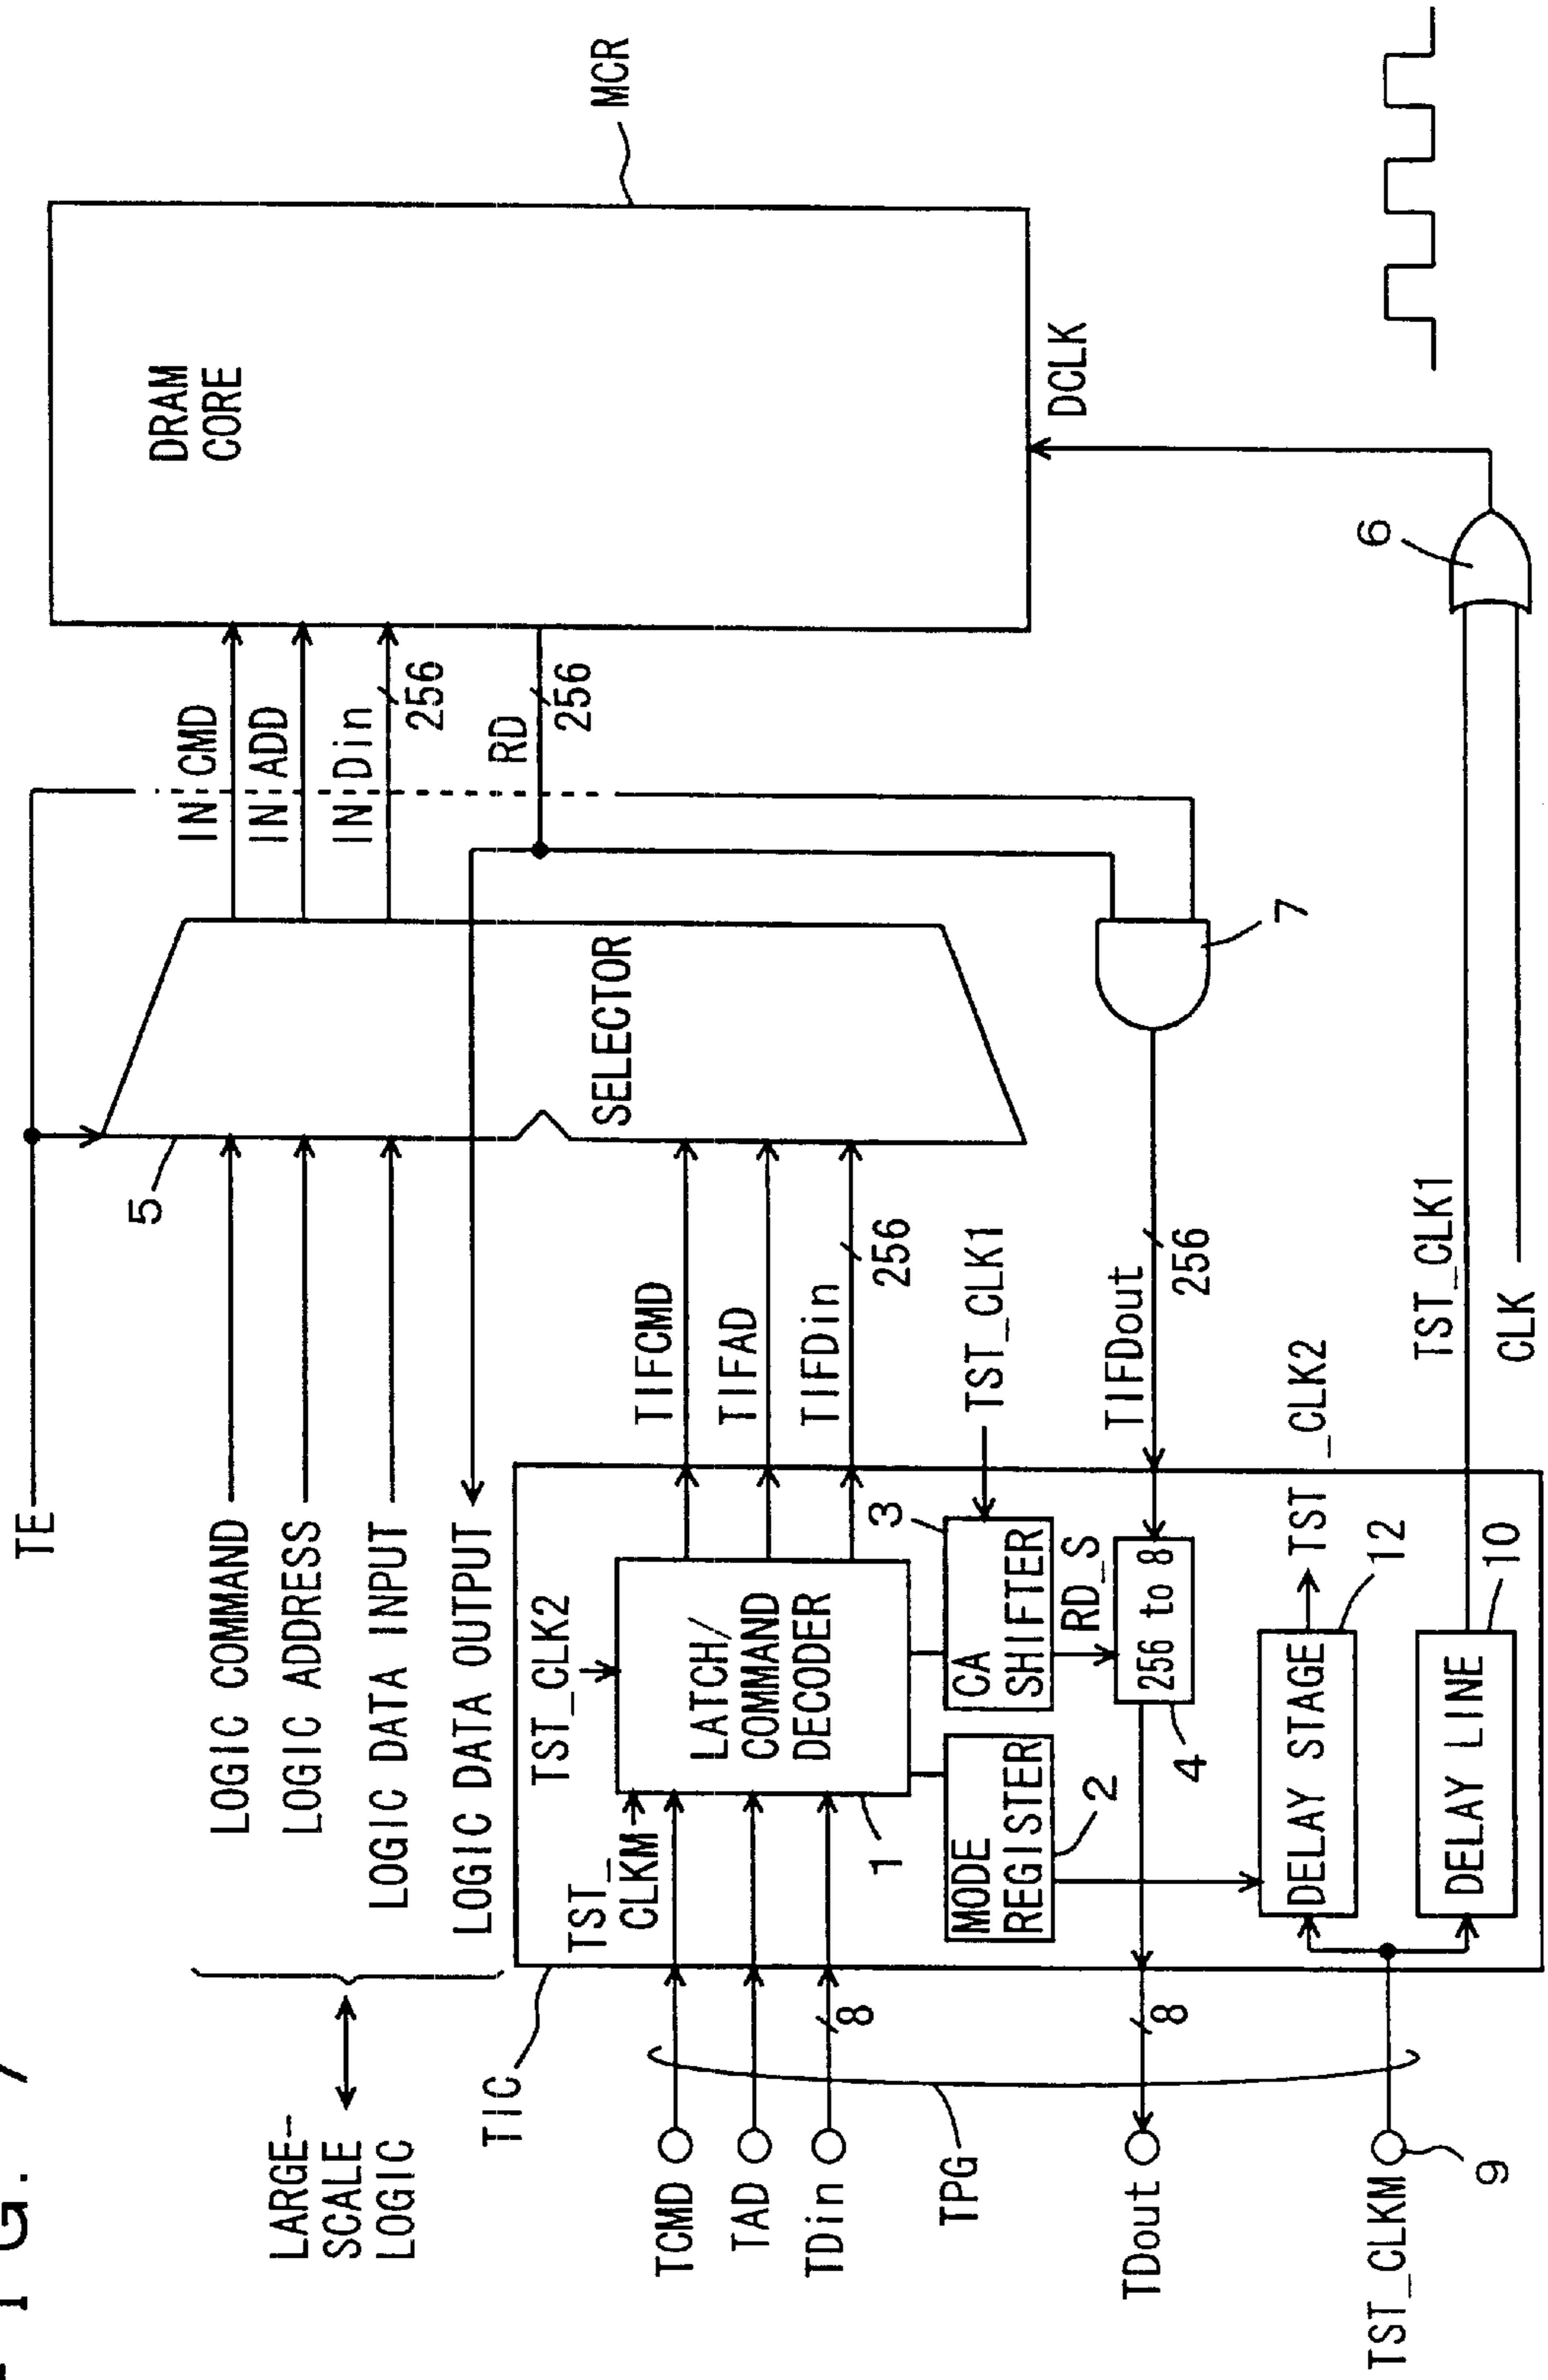 FIG. 7
TE
LOGIC COMMAND
LOGIC ADDRESS
LOGIC DATA INPUT
LOGIC DATA OUTPUT
LARGE-
SCALE
LOGIC
5
SELECTOR
IN CMD
IN ADD
IN Din
256
RD
256
DRAM
CORE
MCR
TIC
TCMD
TAD
TDin
8
TPG
TDout
8
TST_CLKM
9
TST_
CLKM
TST_CLK2
LATCH/
COMMAND
DECODER
1
MODE
REGISTER
2
CA
SHIFTER
3
TST_CLK1
RD_S
256 to 8
4
DELAY STAGE
12
TST_CLK2
DELAY LINE
10
TIFCMD
TIFAD
TIFDin
256
TIFDout
256
7
TST_CLK1
CLK
6
DCLK